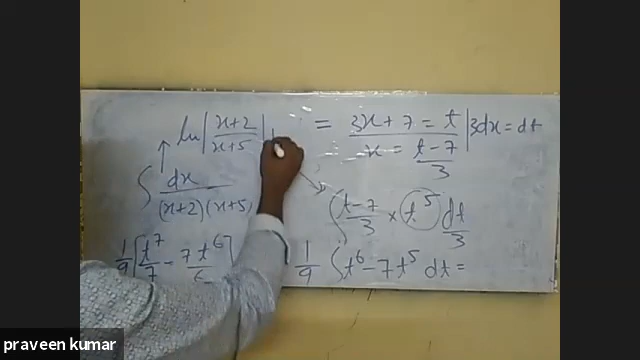 ln |x+2 / x+5| = 3x + 7 = t | 3dx = dt
x = t-7 / 3
∫ dx / (x+2)(x+5)
∫ t-7 / 3 × t^5 dt / 3
1/9 [t^7 / 7 - 7t^6 / 6]
1/9 ∫ t^6 - 7t^5 dt =
praveen kumar